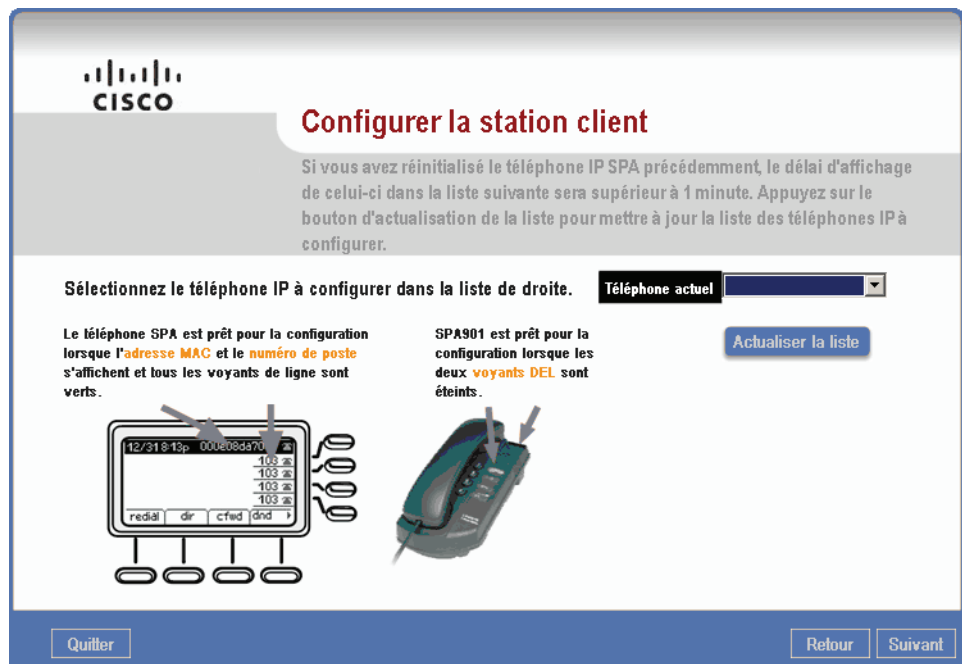 CISCO
Configurer la station client
Si vous avez réinitialisé le téléphone IP SPA précédemment, le délai d'affichage
de celui-ci dans la liste suivante sera supérieur à 1 minute. Appuyez sur le
bouton d'actualisation de la liste pour mettre à jour la liste des téléphones IP à
configurer.
Sélectionnez le téléphone IP à configurer dans la liste de droite.
Téléphone actuel
Le téléphone SPA est prêt pour la configuration
lorsque l'adresse MAC et le numéro de poste
s'affichent et tous les voyants de ligne sont
verts.
SPA901 est prêt pour la
configuration lorsque les
deux voyants DEL sont
éteints.
Actualiser la liste
12/31 8:13p 000e08da70
103
103
103
103
redial dir cfwd dnd
Quitter
Retour
Suivant